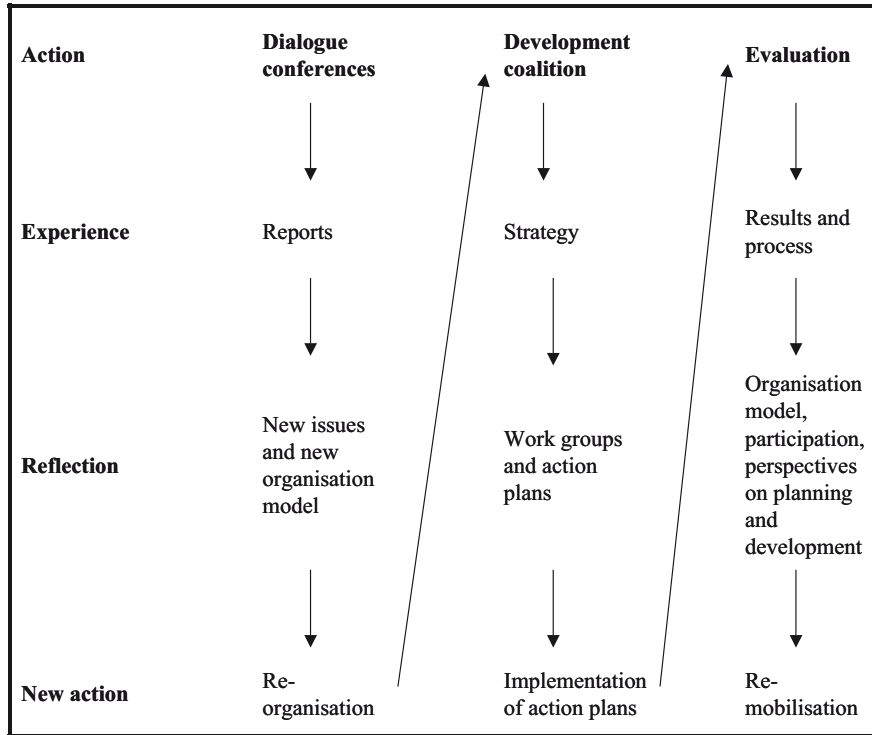 Action
Dialogue
conferences
Development
coalition
Evaluation
Experience
Reports
Strategy
Results and
process
Reflection
New issues
and new
organisation
model
Work groups
and action
plans
Organisation
model,
participation,
perspectives
on planning
and
development
New action
Re-
organisation
Implementation
of action plans
Re-
mobilisation